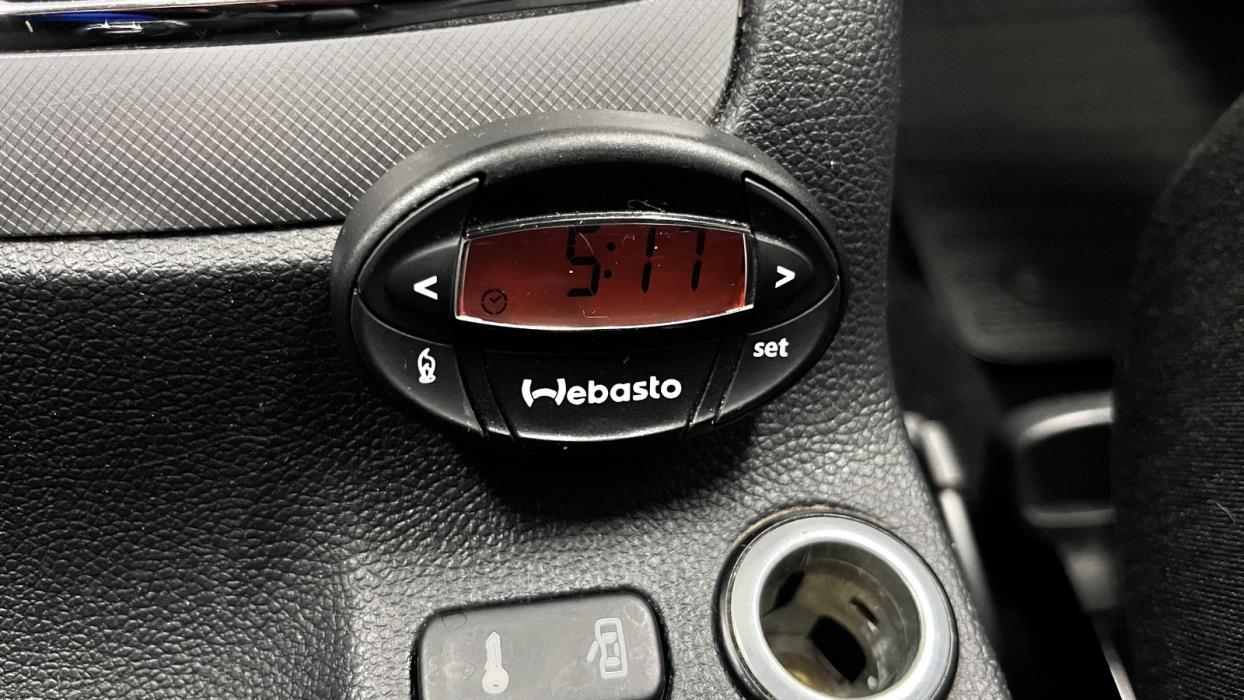 5:17
< >
set
Webasto